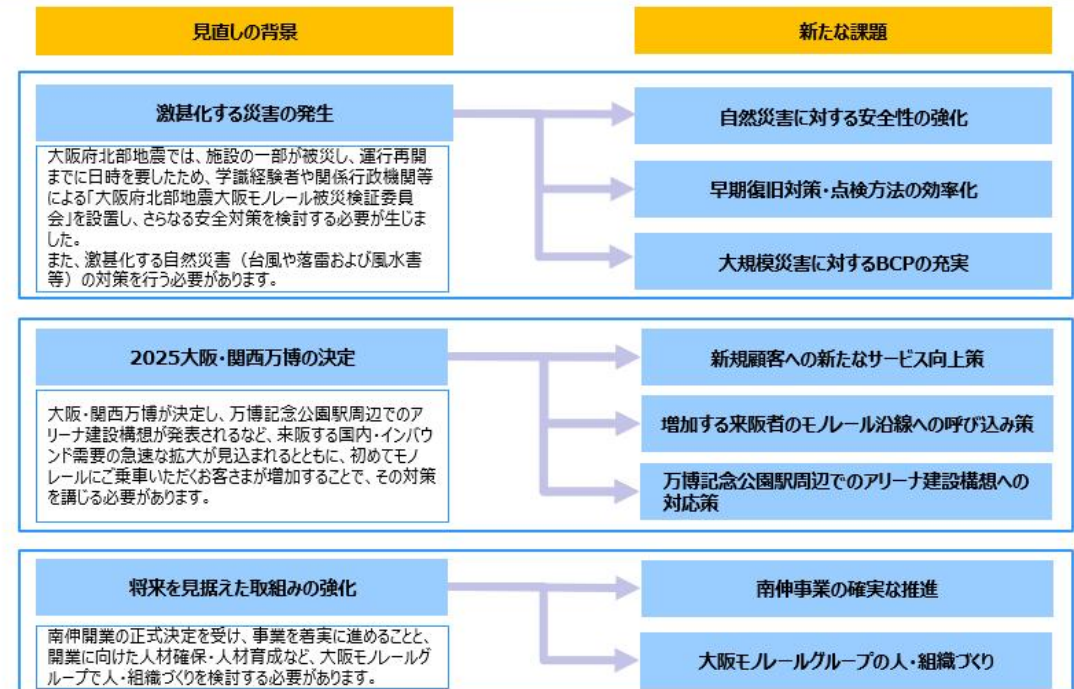 見直しの背景
新たな課題
激甚化する災害の発生
大阪府北部地震では、施設の一部が被災し、運行再開
までに日時を要したため、学識経験者や関係行政機関等
による「大阪府北部地震大阪モノレール被災検証委員
会」を設置し、さらなる安全対策を検討する必要が生じま
した。
また、激甚化する自然災害（台風や落雷および風水害
等）の対策を行う必要があります。
自然災害に対する安全性の強化
早期復旧対策・点検方法の効率化
大規模災害に対するBCPの充実
2025大阪・関西万博の決定
大阪・関西万博が決定し、万博記念公園駅周辺でのア
リーナ建設構想が発表されるなど、来阪する国内・インバウ
ンド需要の急速な拡大が見込まれるとともに、初めてモノ
レールにご乗車いただくお客さまが増加することで、その対策
を講じる必要があります。
新規顧客への新たなサービス向上策
増加する来阪者のモノレール沿線への呼び込み策
万博記念公園駅周辺でのアリーナ建設構想への
対応策
将来を見据えた取組みの強化
南伸開業の正式決定を受け、事業を着実に進めることと、
開業に向けた人材確保・人材育成など、大阪モノレールグ
ループで人・組織づくりを検討する必要があります。
南伸事業の確実な推進
大阪モノレールグループの人・組織づくり